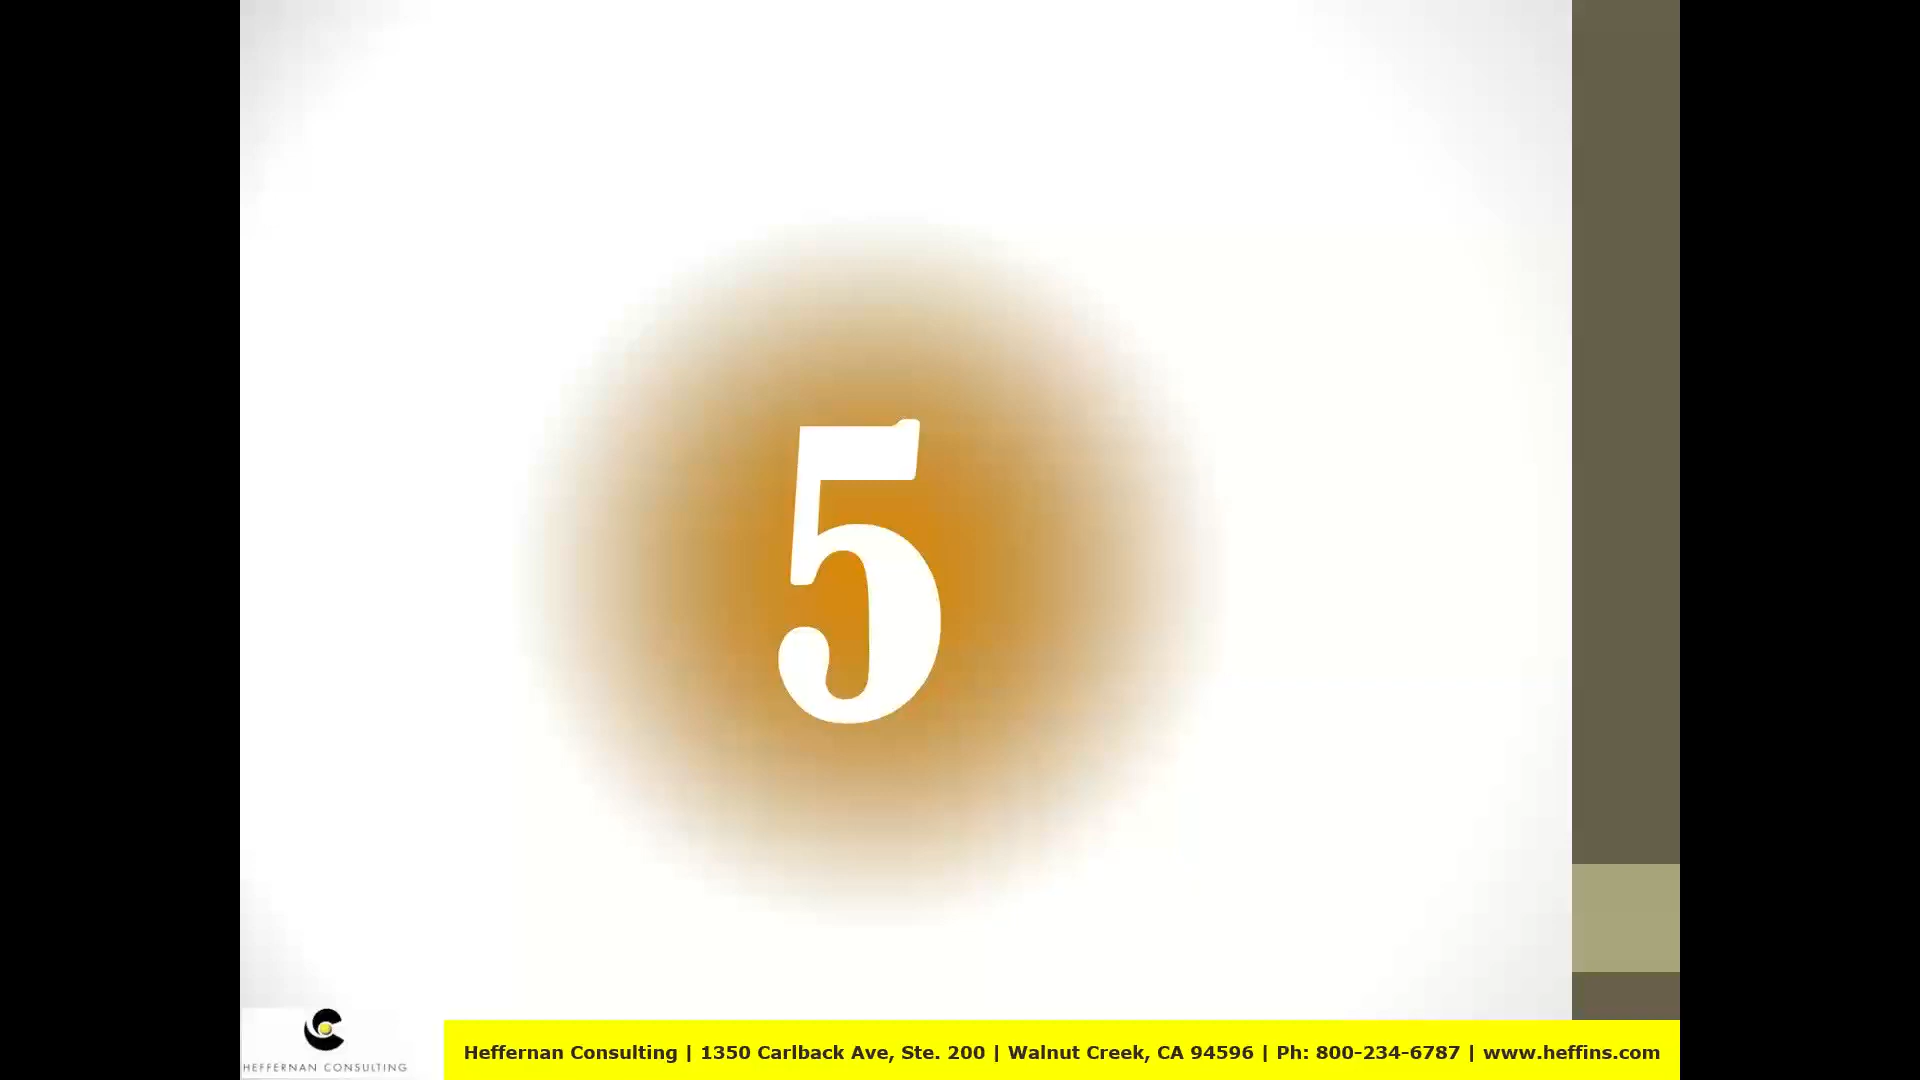 5
HEFFERNAN CONSULTING
Heffernan Consulting | 1350 Carlback Ave, Ste. 200 | Walnut Creek, CA 94596 | Ph: 800-234-6787 | www.heffins.com